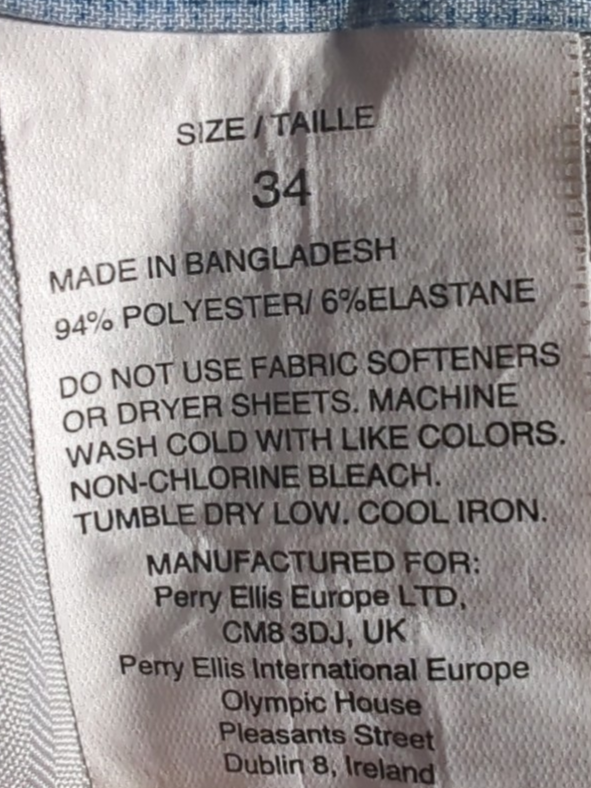 SIZE / TAILLE
34
MADE IN BANGLADESH
94% POLYESTER/ 6%ELASTANE
DO NOT USE FABRIC SOFTENERS
OR DRYER SHEETS. MACHINE
WASH COLD WITH LIKE COLORS.
NON-CHLORINE BLEACH.
TUMBLE DRY LOW. COOL IRON.
MANUFACTURED FOR:
Perry Ellis Europe LTD,
CM8 3DJ, UK
Perry Ellis International Europe
Olympic House
Pleasants Street
Dublin 8, Ireland